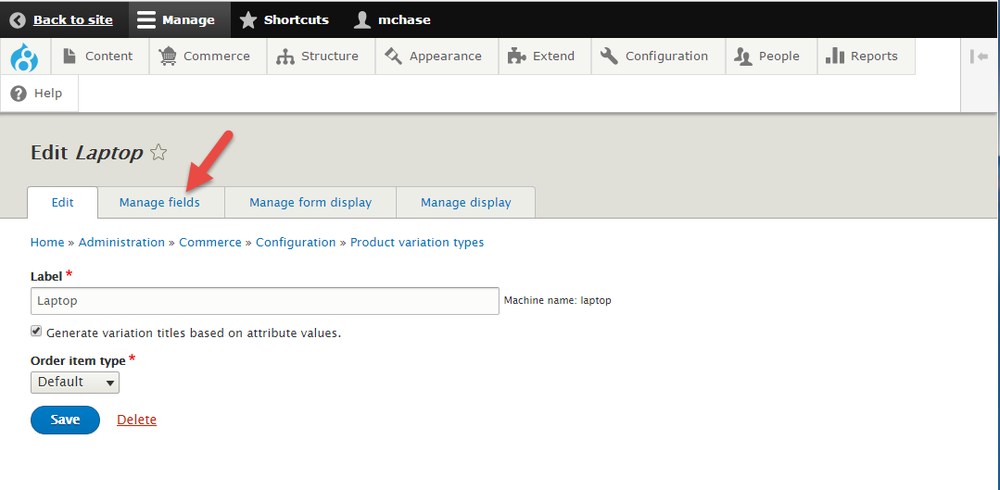 Back to site Manage Shortcuts mchase
Content Commerce Structure Appearance Extend Configuration People Reports
Help
Edit Laptop
Edit Manage fields Manage form display Manage display
Home » Administration » Commerce » Configuration » Product variation types
Label *
Laptop Machine name: laptop
Generate variation titles based on attribute values.
Order item type *
Default
Save Delete